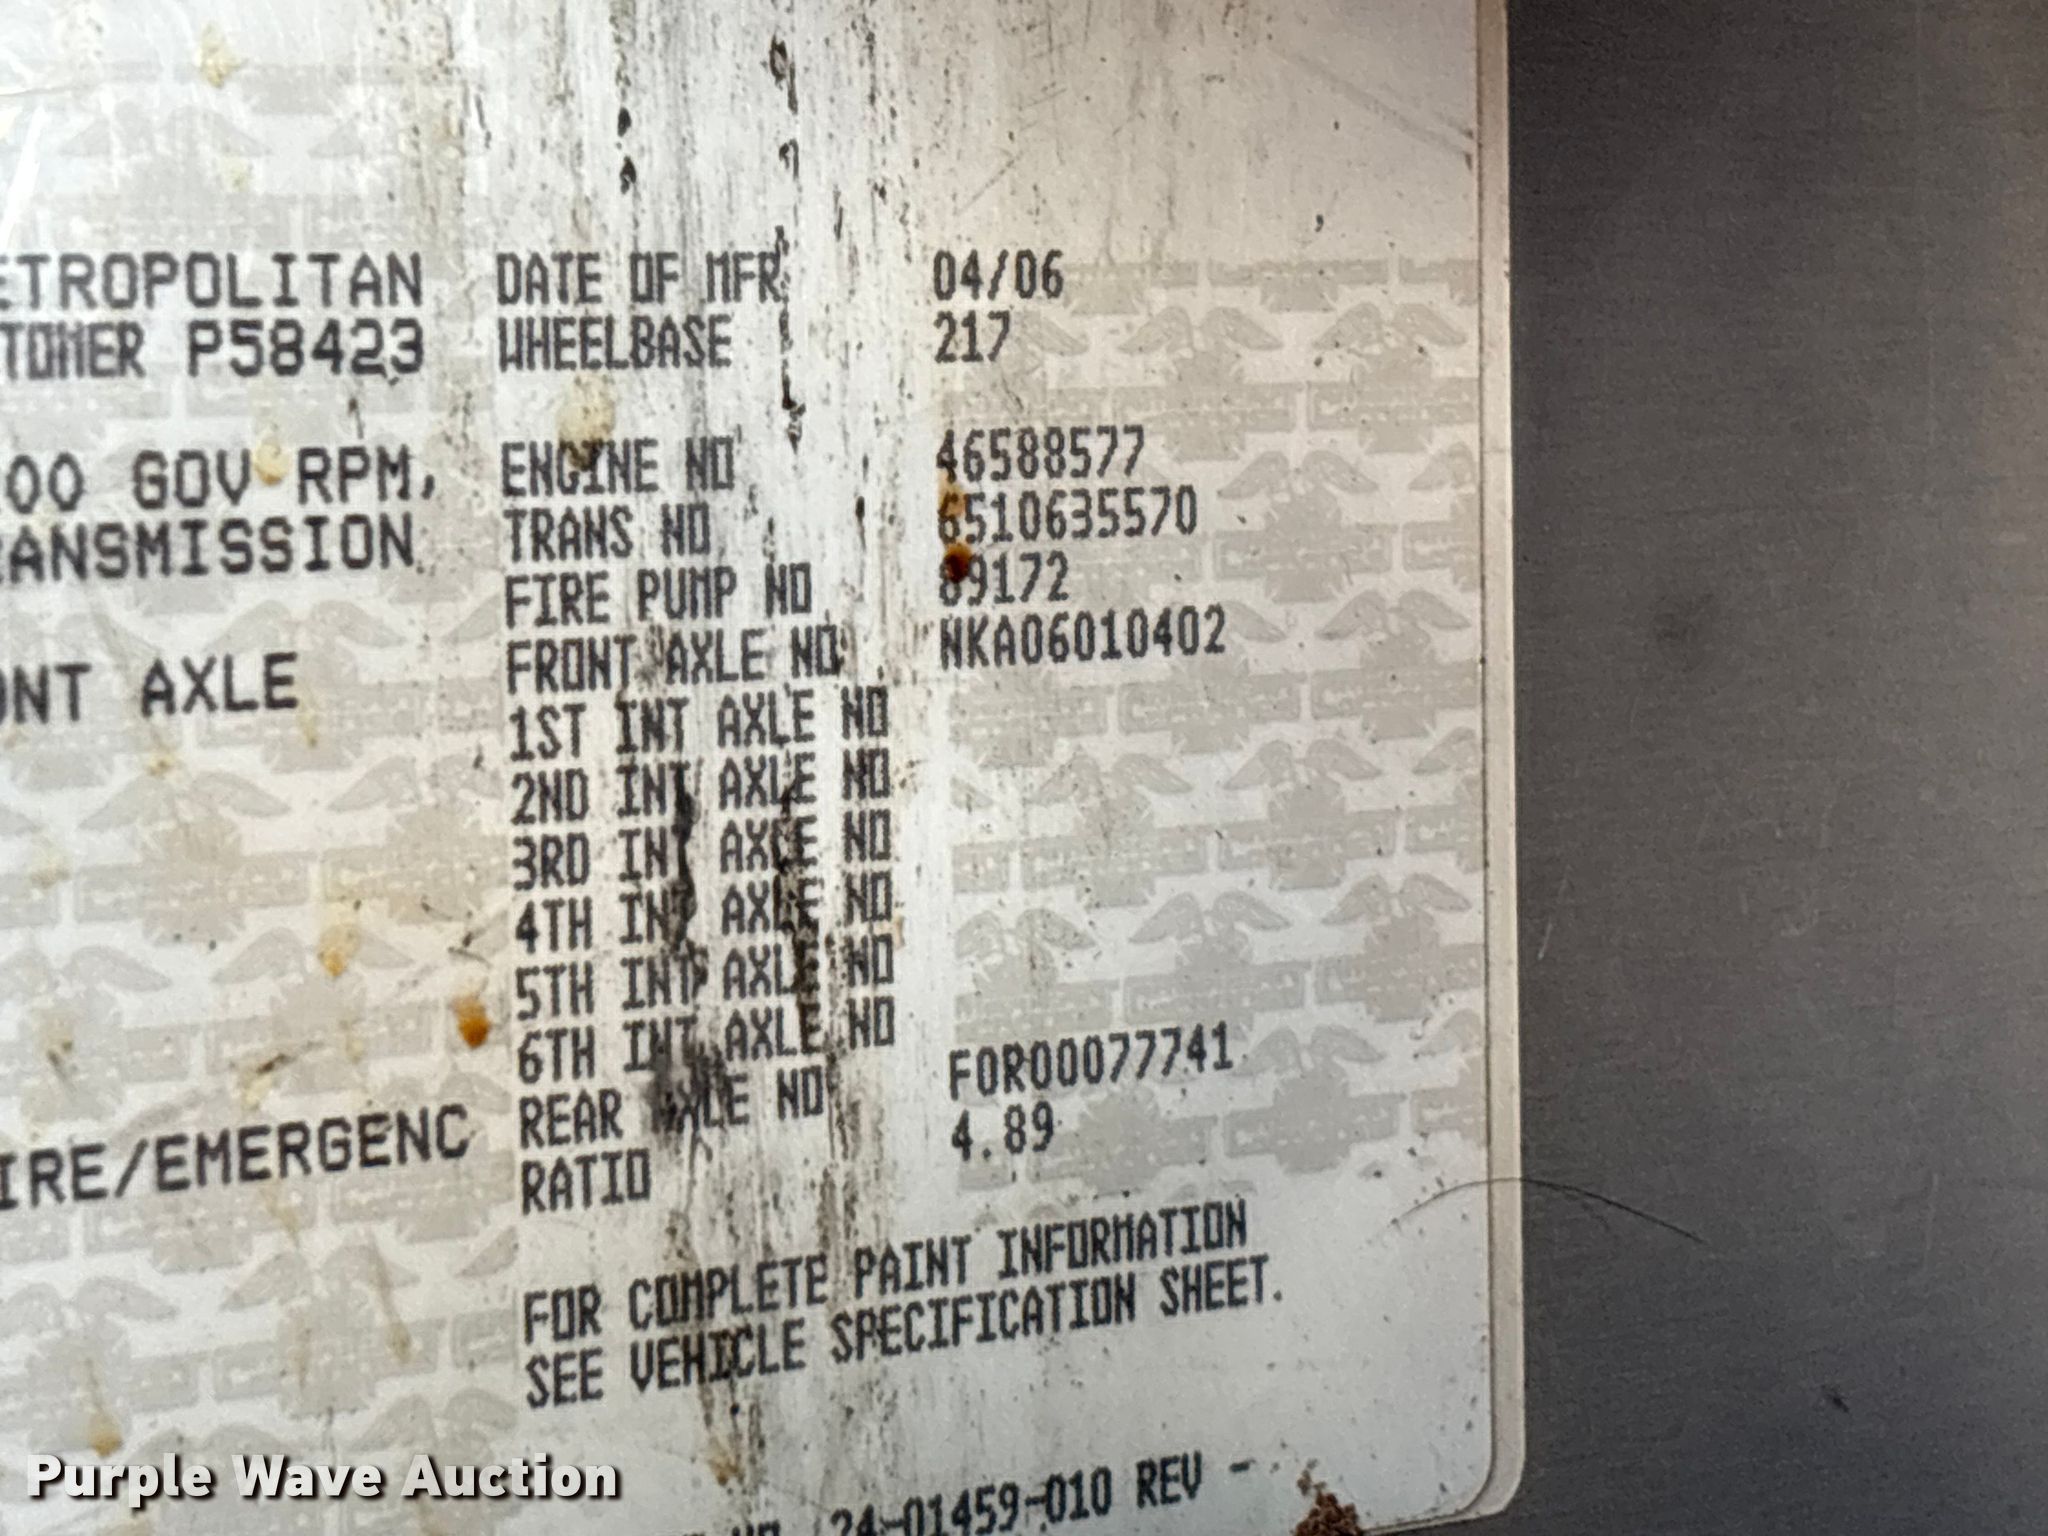 ETROPOLITAN
TOMER P58423
00 GOV RPM,
RANSMISSION
ONT AXLE
IRE/EMERGENC
DATE OF MFR 04/06
WHEELBASE 217
ENGINE NO 46588577
TRANS NO 6510635570
FIRE PUMP NO 89172
FRONT AXLE NO NKA06010402
1ST INT AXLE NO
2ND INT AXLE NO
3RD INT AXLE NO
4TH INT AXLE NO
5TH INT AXLE NO
6TH INT AXLE NO
REAR AXLE NO FOR00077741
RATIO 4.89
FOR COMPLETE PAINT INFORMATION
SEE VEHICLE SPECIFICATION SHEET.
24-01459-010 REV -
Purple Wave Auction